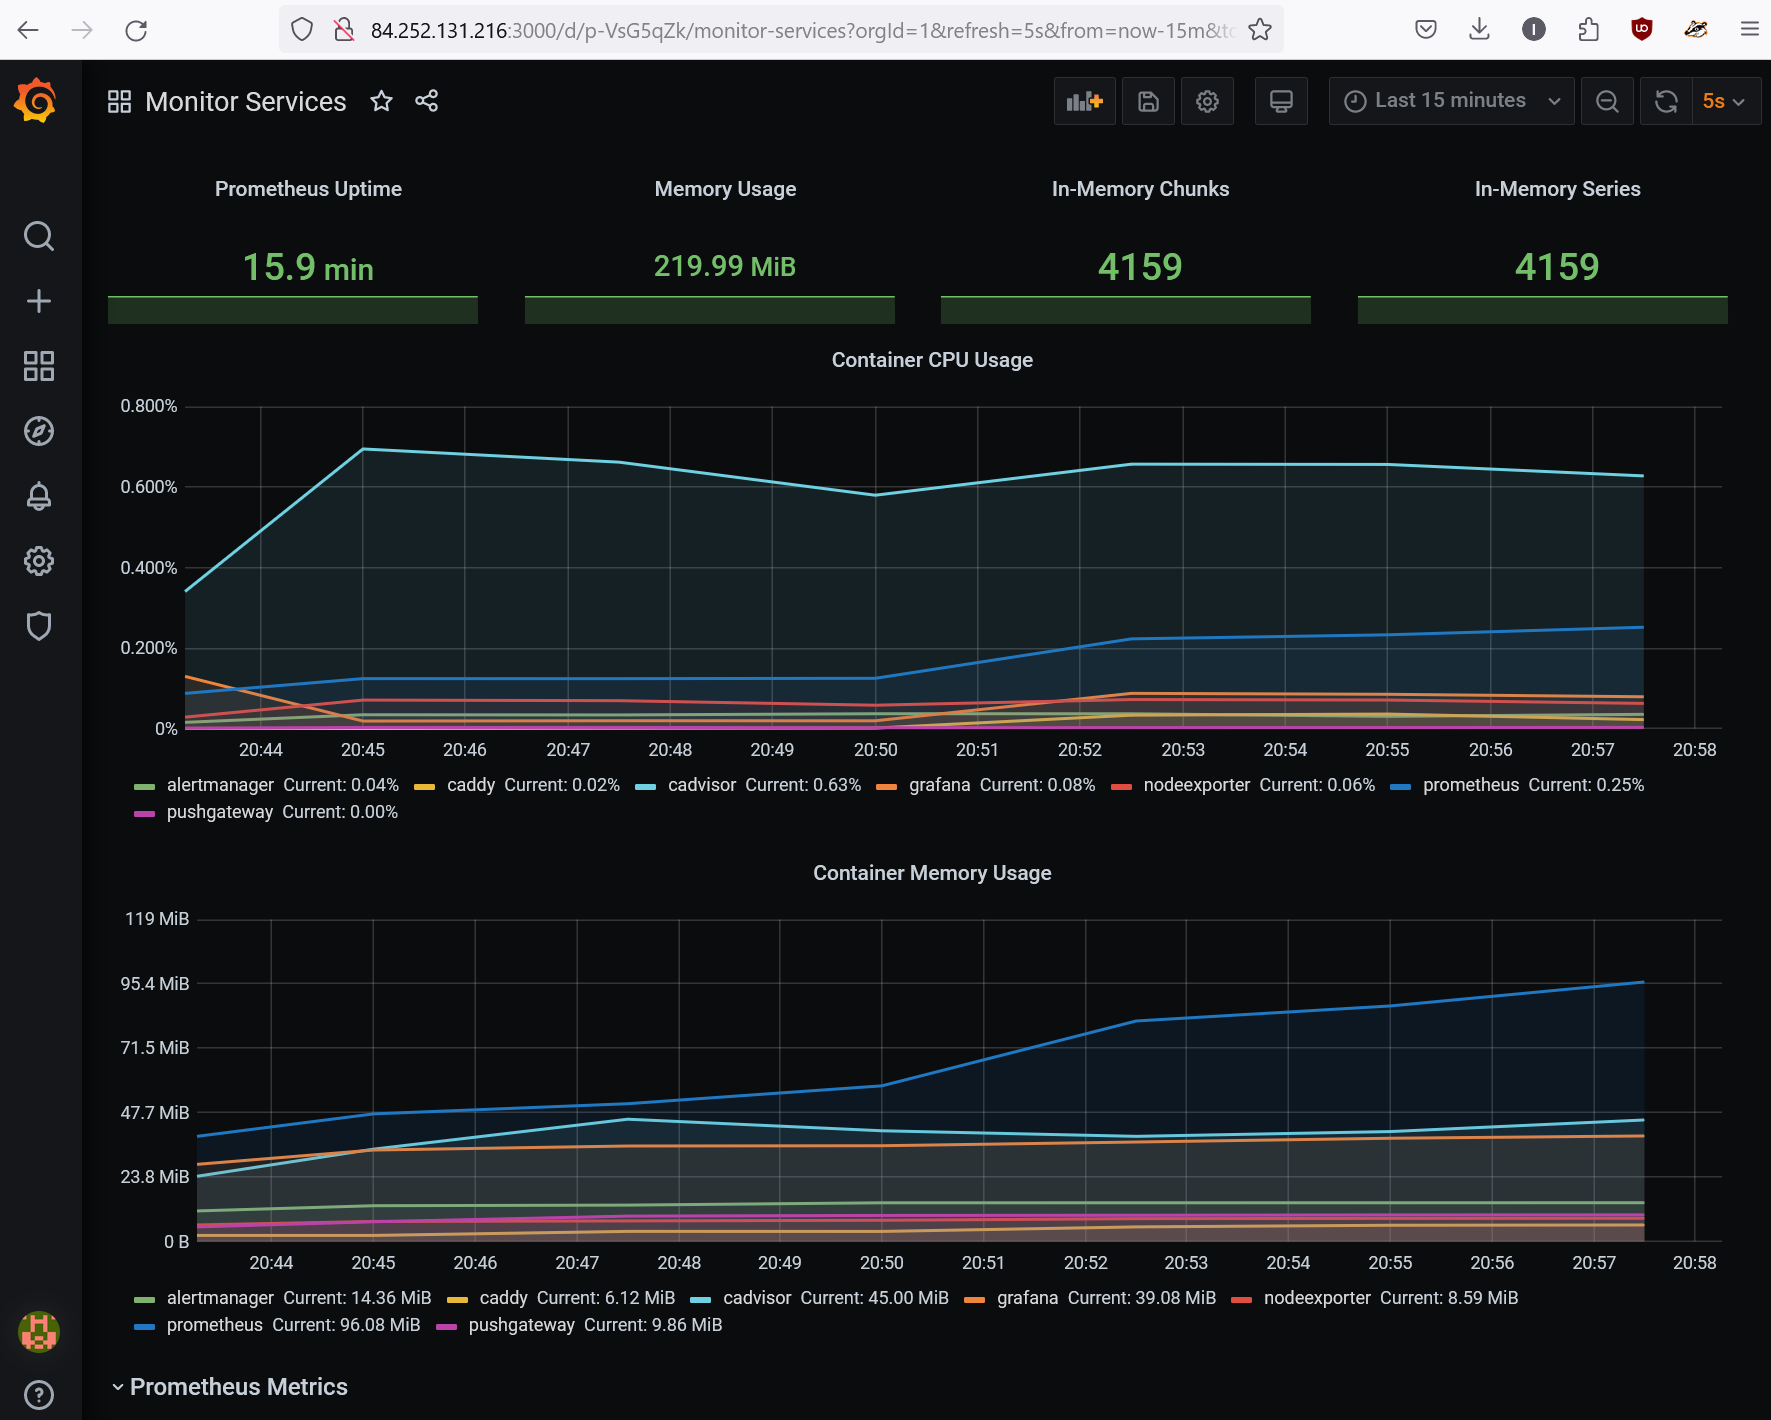 84.252.131.216:3000/d/p-VsG5qZk/monitor-services?orgId=1&refresh=5s&from=now-15m&to
Monitor Services
Last 15 minutes
5s
Prometheus Uptime
Memory Usage
In-Memory Chunks
In-Memory Series
15.9 min
219.99 MiB
4159
4159
Container CPU Usage
0.800%
0.600%
0.400%
0.200%
0%
20:44 20:45 20:46 20:47 20:48 20:49 20:50 20:51 20:52 20:53 20:54 20:55 20:56 20:57 20:58
alertmanager Current: 0.04% caddy Current: 0.02% cadvisor Current: 0.63% grafana Current: 0.08% nodeexporter Current: 0.06% prometheus Current: 0.25%
pushgateway Current: 0.00%
Container Memory Usage
119 MiB
95.4 MiB
71.5 MiB
47.7 MiB
23.8 MiB
0 B
20:44 20:45 20:46 20:47 20:48 20:49 20:50 20:51 20:52 20:53 20:54 20:55 20:56 20:57 20:58
alertmanager Current: 14.36 MiB caddy Current: 6.12 MiB cadvisor Current: 45.00 MiB grafana Current: 39.08 MiB nodeexporter Current: 8.59 MiB
prometheus Current: 96.08 MiB pushgateway Current: 9.86 MiB
Prometheus Metrics